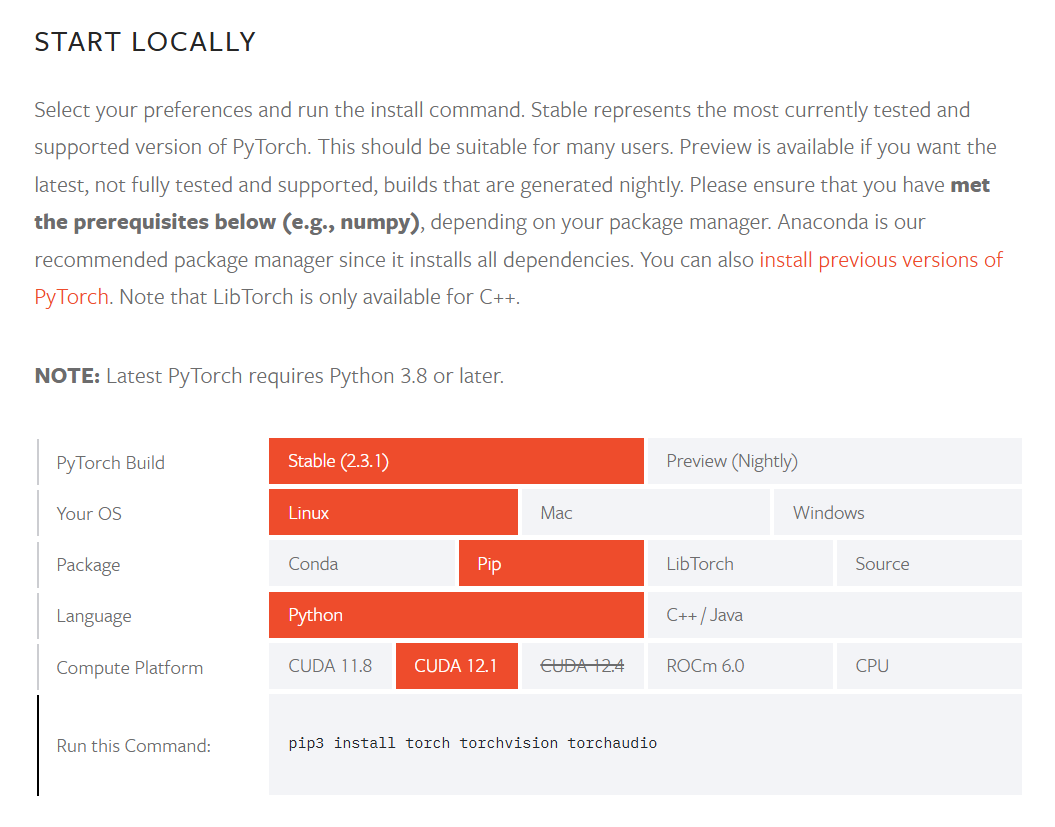 START LOCALLY
Select your preferences and run the install command. Stable represents the most currently tested and
supported version of PyTorch. This should be suitable for many users. Preview is available if you want the
latest, not fully tested and supported, builds that are generated nightly. Please ensure that you have met
the prerequisites below (e.g., numpy), depending on your package manager. Anaconda is our
recommended package manager since it installs all dependencies. You can also install previous versions of
PyTorch. Note that LibTorch is only available for C++.
NOTE: Latest PyTorch requires Python 3.8 or later.
PyTorch Build Stable (2.3.1) Preview (Nightly)
Your OS Linux Mac Windows
Package Conda Pip LibTorch Source
Language Python C++ / Java
Compute Platform CUDA 11.8 CUDA 12.1 CUDA 12.4 ROCm 6.0 CPU
Run this Command: pip3 install torch torchvision torchaudio